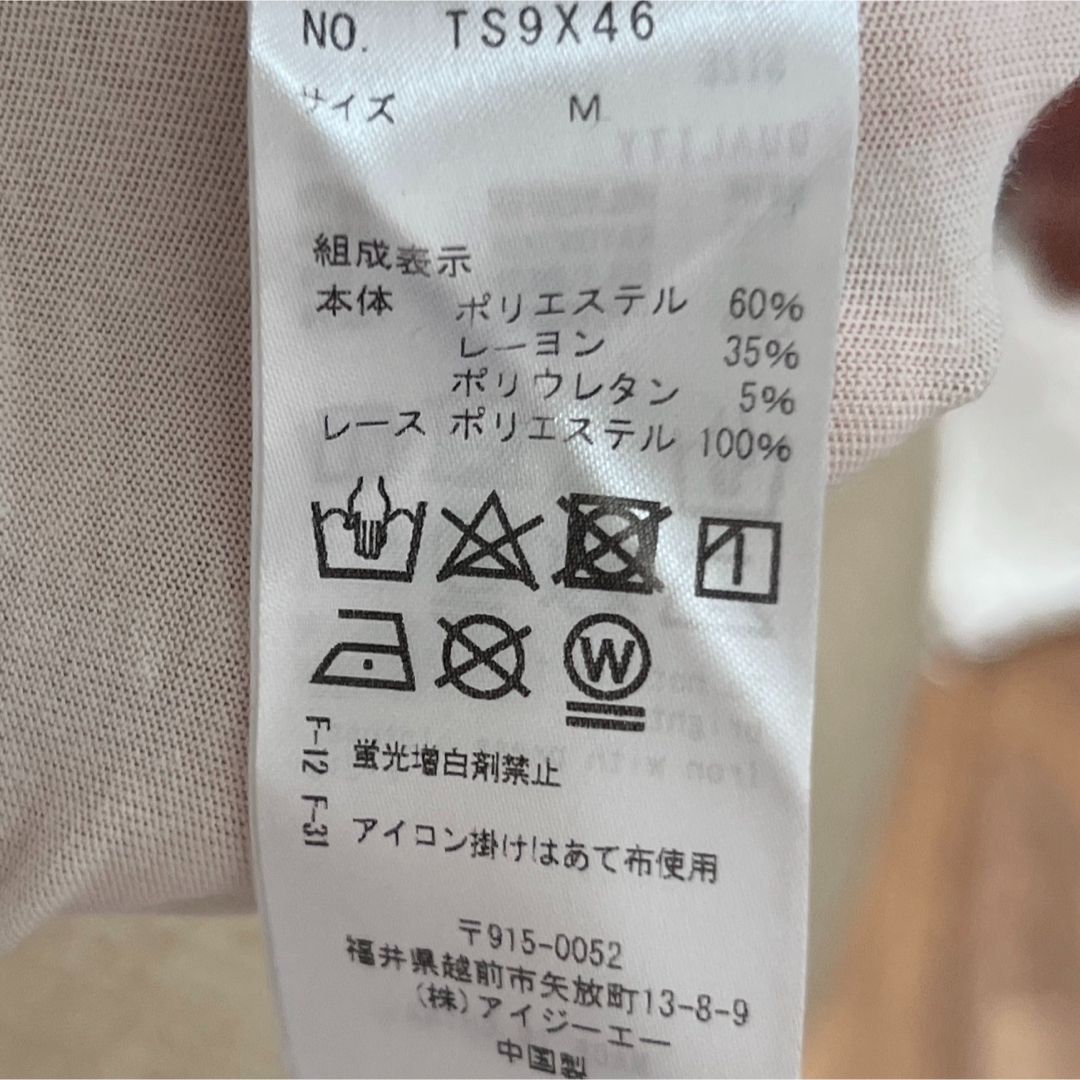 NO. TS9X46
サイズ M
組成表示
本体 ポリエステル 60%
レーヨン 35%
ポリウレタン 5%
レース ポリエステル 100%
W
F-12 蛍光増白剤禁止
F-31 アイロン掛けはあて布使用
〒915-0052
福井県越前市矢放町13-8-9
(株)アイジーエー
中国製